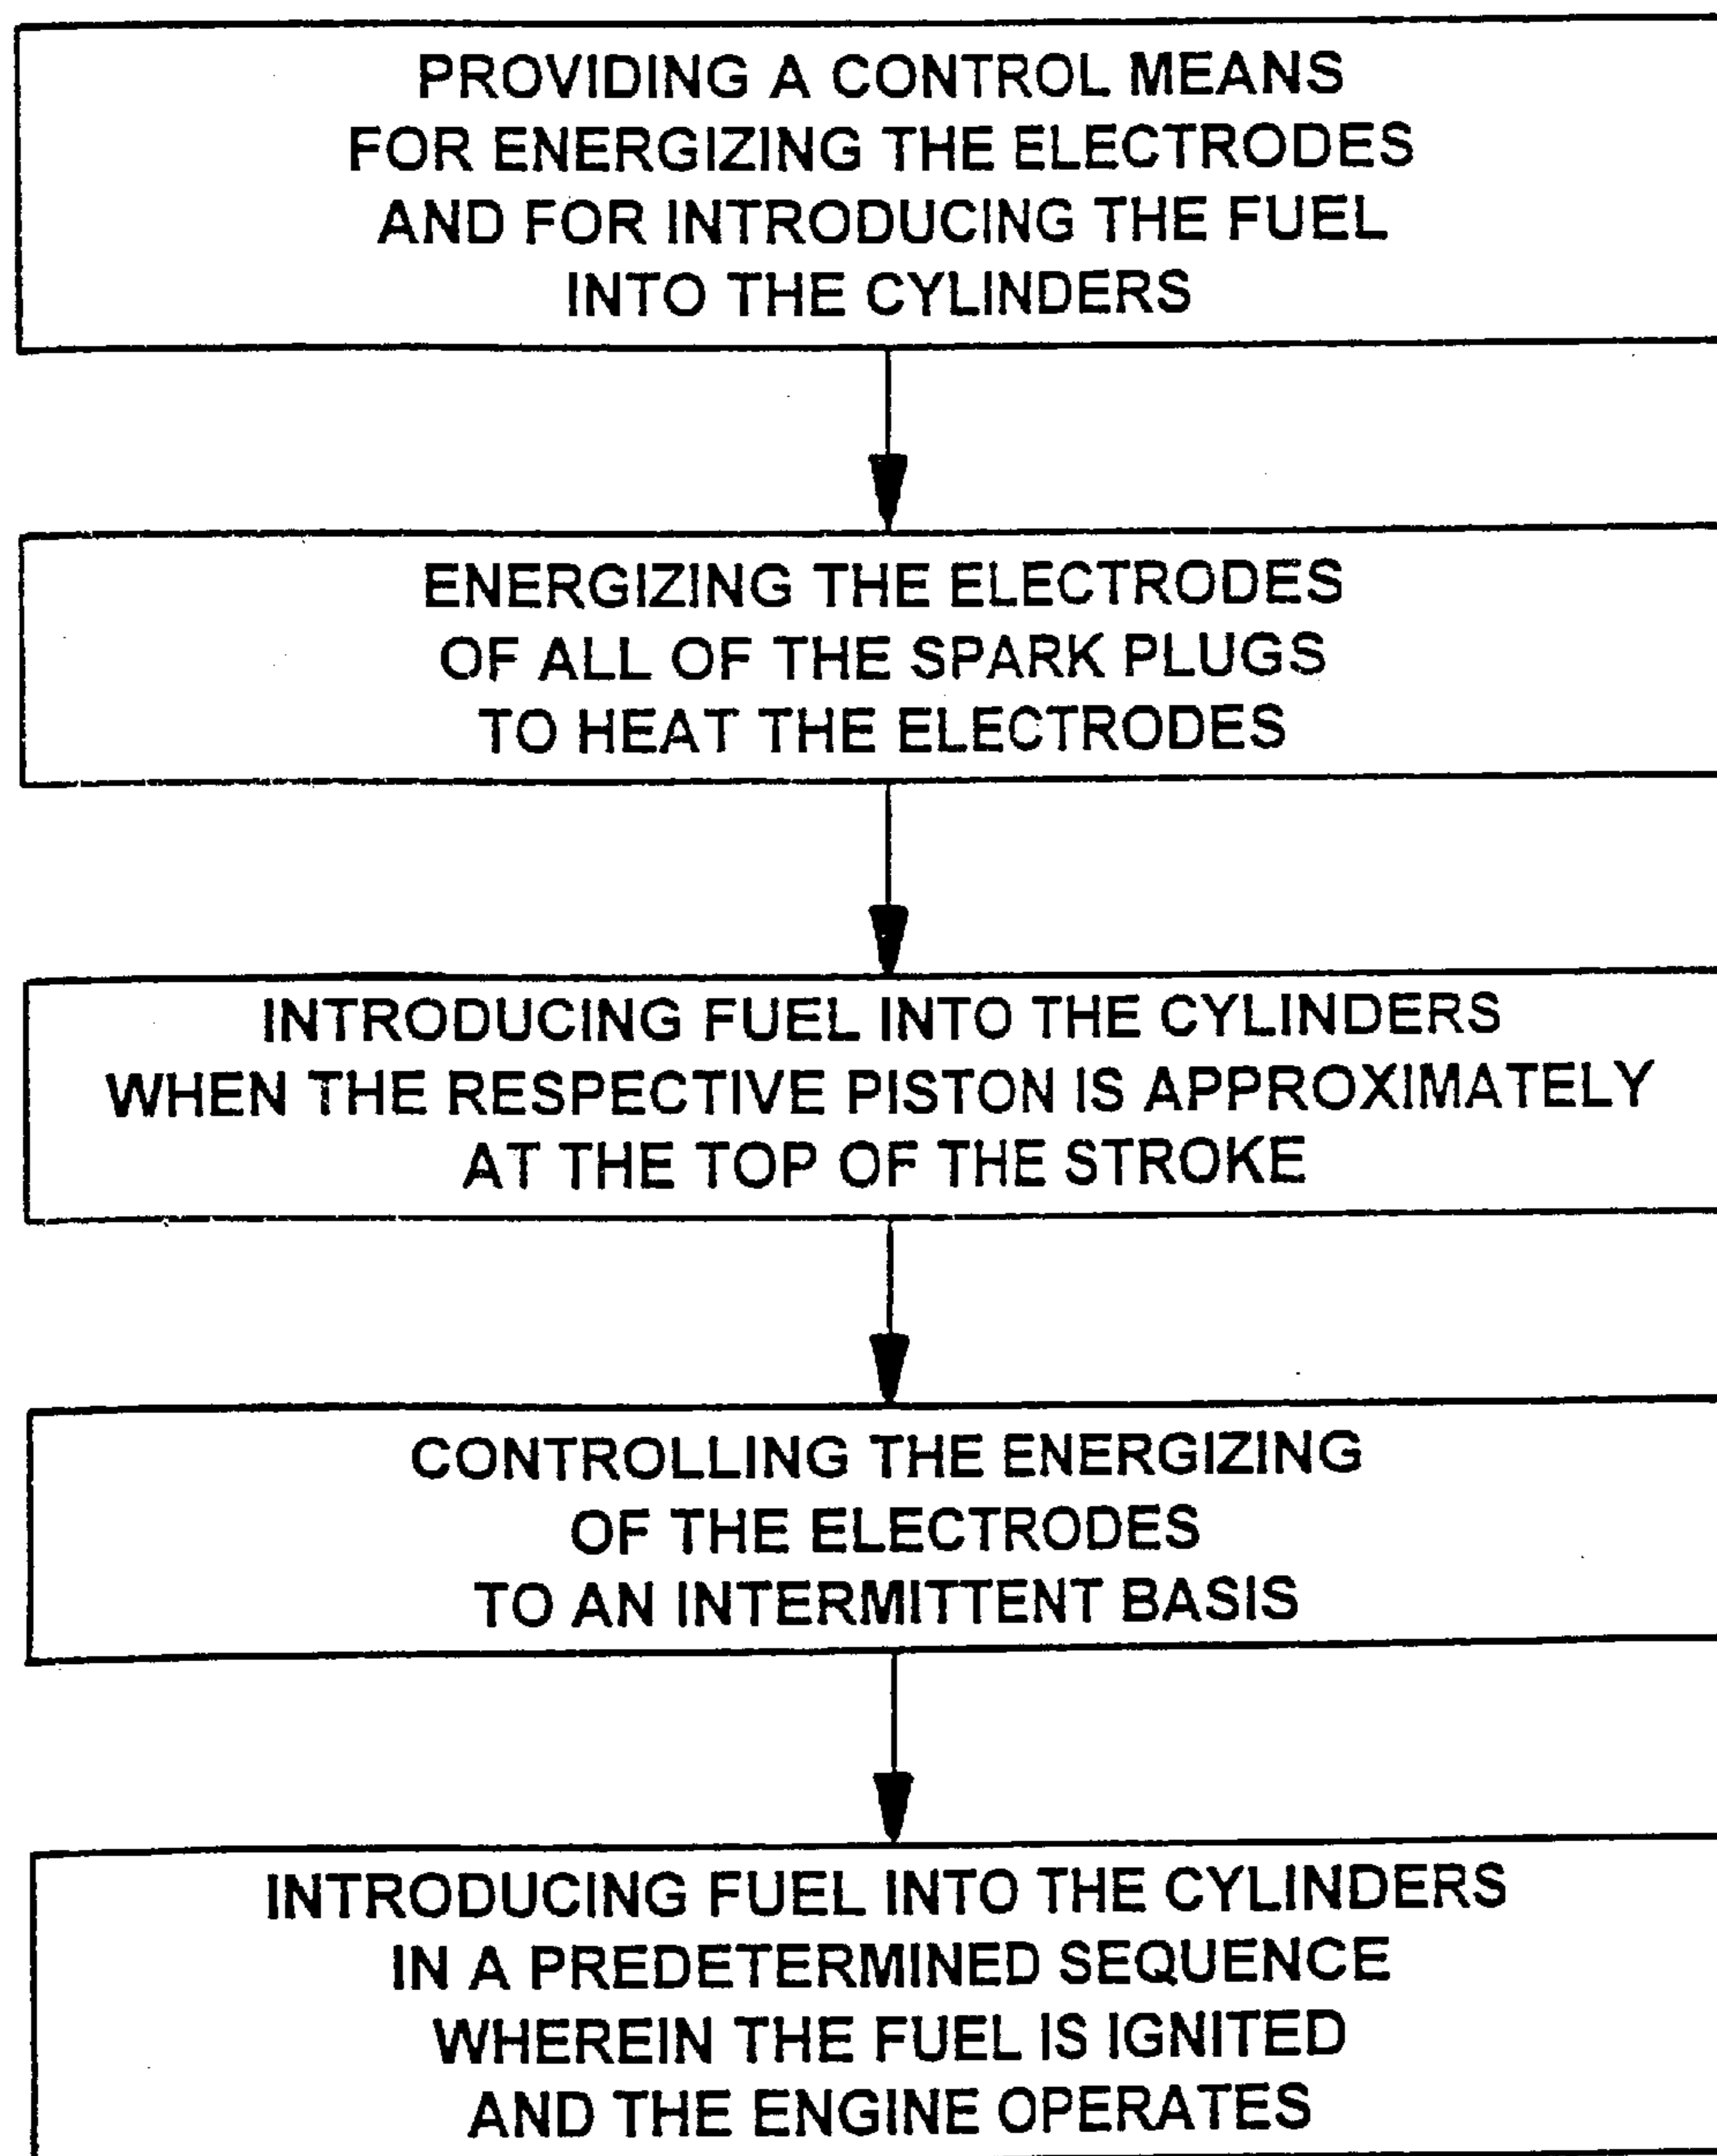 PROVIDING A CONTROL MEANS
FOR ENERGIZING THE ELECTRODES
AND FOR INTRODUCING THE FUEL
INTO THE CYLINDERS
ENERGIZING THE ELECTRODES
OF ALL OF THE SPARK PLUGS
TO HEAT THE ELECTRODES
INTRODUCING FUEL INTO THE CYLINDERS
WHEN THE RESPECTIVE PISTON IS APPROXIMATELY
AT THE TOP OF THE STROKE
CONTROLLING THE ENERGIZING
OF THE ELECTRODES
TO AN INTERMITTENT BASIS
INTRODUCING FUEL INTO THE CYLINDERS
IN A PREDETERMINED SEQUENCE
WHEREIN THE FUEL IS IGNITED
AND THE ENGINE OPERATES